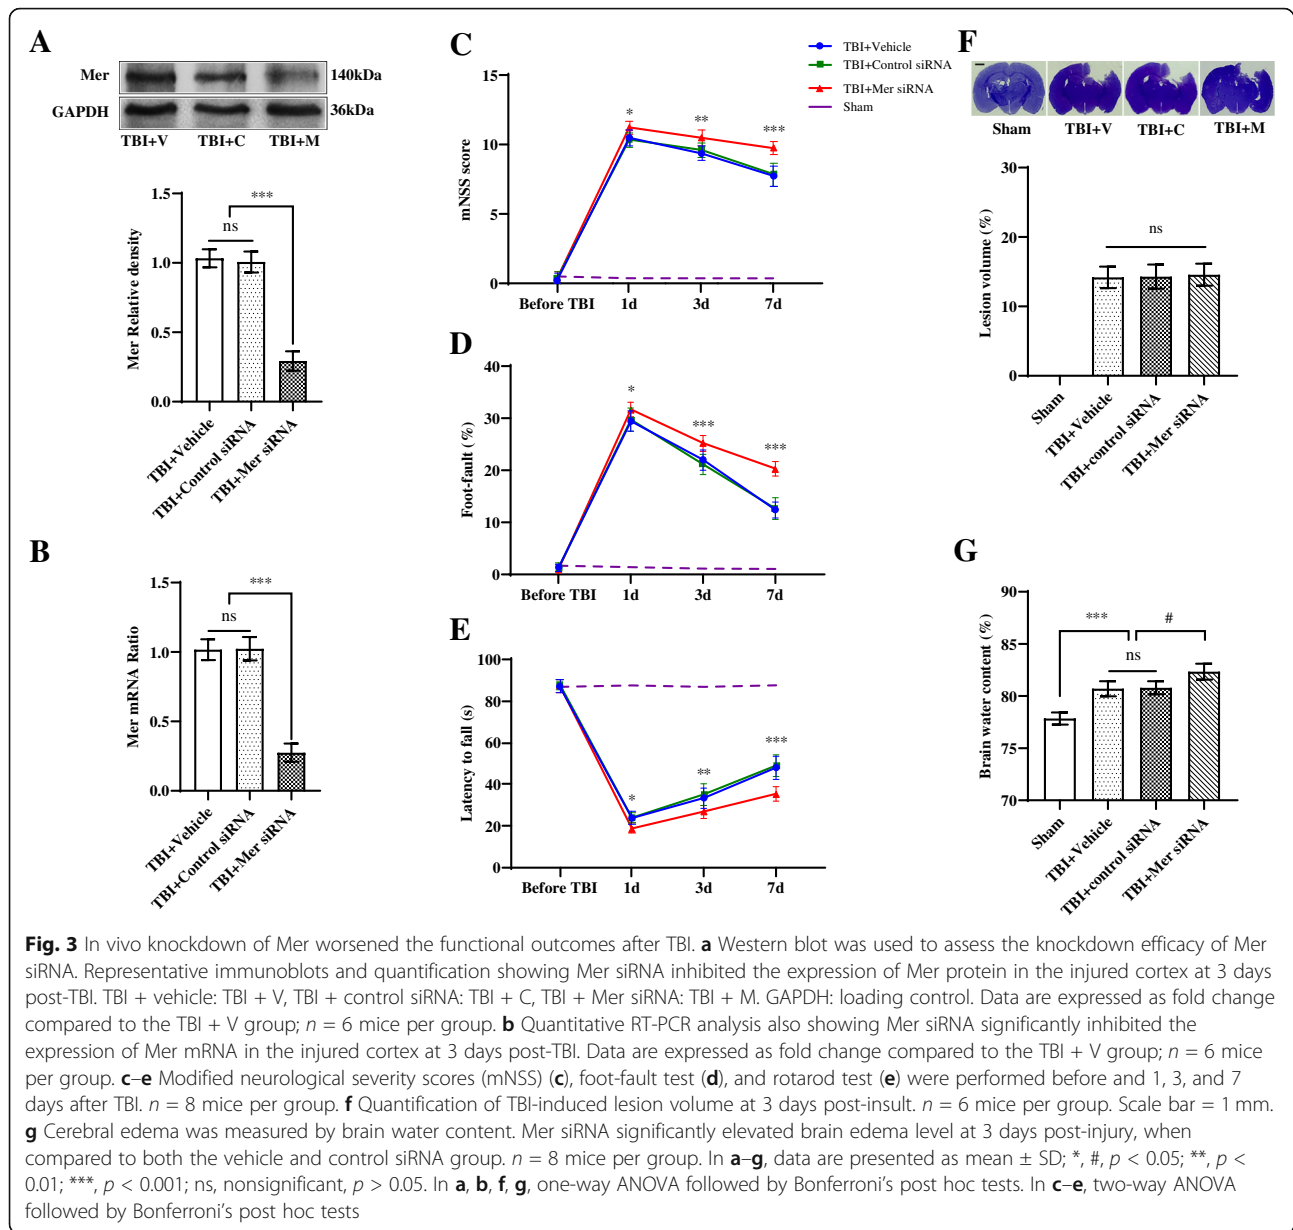 A
Mer
140kDa
GAPDH
36kDa
TBI+V TBI+C TBI+M
Mer Relative density
1.5
1.0
0.5
0.0
ns
***
TBI+Vehicle
TBI+Control siRNA
TBI+Mer siRNA
B
Mer mRNA Ratio
1.5
1.0
0.5
0.0
ns
***
TBI+Vehicle
TBI+Control siRNA
TBI+Mer siRNA
C
TBI+Vehicle
TBI+Control siRNA
TBI+Mer siRNA
Sham
mNSS score
15
10
5
0
* ** ***
Before TBI 1d 3d 7d
D
Foot-fault (%)
40
30
20
10
0
* *** ***
Before TBI 1d 3d 7d
E
Latency to fall (s)
100
80
60
40
20
0
* ** ***
Before TBI 1d 3d 7d
F
Sham TBI+V TBI+C TBI+M
Lesion volume (%)
30
20
10
0
ns
Sham
TBI+Vehicle
TBI+control siRNA
TBI+Mer siRNA
G
Brain water content (%)
90
85
80
75
70
*** #
ns
Sham
TBI+Vehicle
TBI+control siRNA
TBI+Mer siRNA
Fig. 3 In vivo knockdown of Mer worsened the functional outcomes after TBI. a Western blot was used to assess the knockdown efficacy of Mer
siRNA. Representative immunoblots and quantification showing Mer siRNA inhibited the expression of Mer protein in the injured cortex at 3 days
post-TBI. TBI + vehicle: TBI + V, TBI + control siRNA: TBI + C, TBI + Mer siRNA: TBI + M. GAPDH: loading control. Data are expressed as fold change
compared to the TBI + V group; n = 6 mice per group. b Quantitative RT-PCR analysis also showing Mer siRNA significantly inhibited the
expression of Mer mRNA in the injured cortex at 3 days post-TBI. Data are expressed as fold change compared to the TBI + V group; n = 6 mice
per group. c–e Modified neurological severity scores (mNSS) (c), foot-fault test (d), and rotarod test (e) were performed before and 1, 3, and 7
days after TBI. n = 8 mice per group. f Quantification of TBI-induced lesion volume at 3 days post-insult. n = 6 mice per group. Scale bar = 1 mm.
g Cerebral edema was measured by brain water content. Mer siRNA significantly elevated brain edema level at 3 days post-injury, when
compared to both the vehicle and control siRNA group. n = 8 mice per group. In a–g, data are presented as mean ± SD; *, #, p < 0.05; **, p <
0.01; ***, p < 0.001; ns, nonsignificant, p > 0.05. In a, b, f, g, one-way ANOVA followed by Bonferroni's post hoc tests. In c–e, two-way ANOVA
followed by Bonferroni's post hoc tests